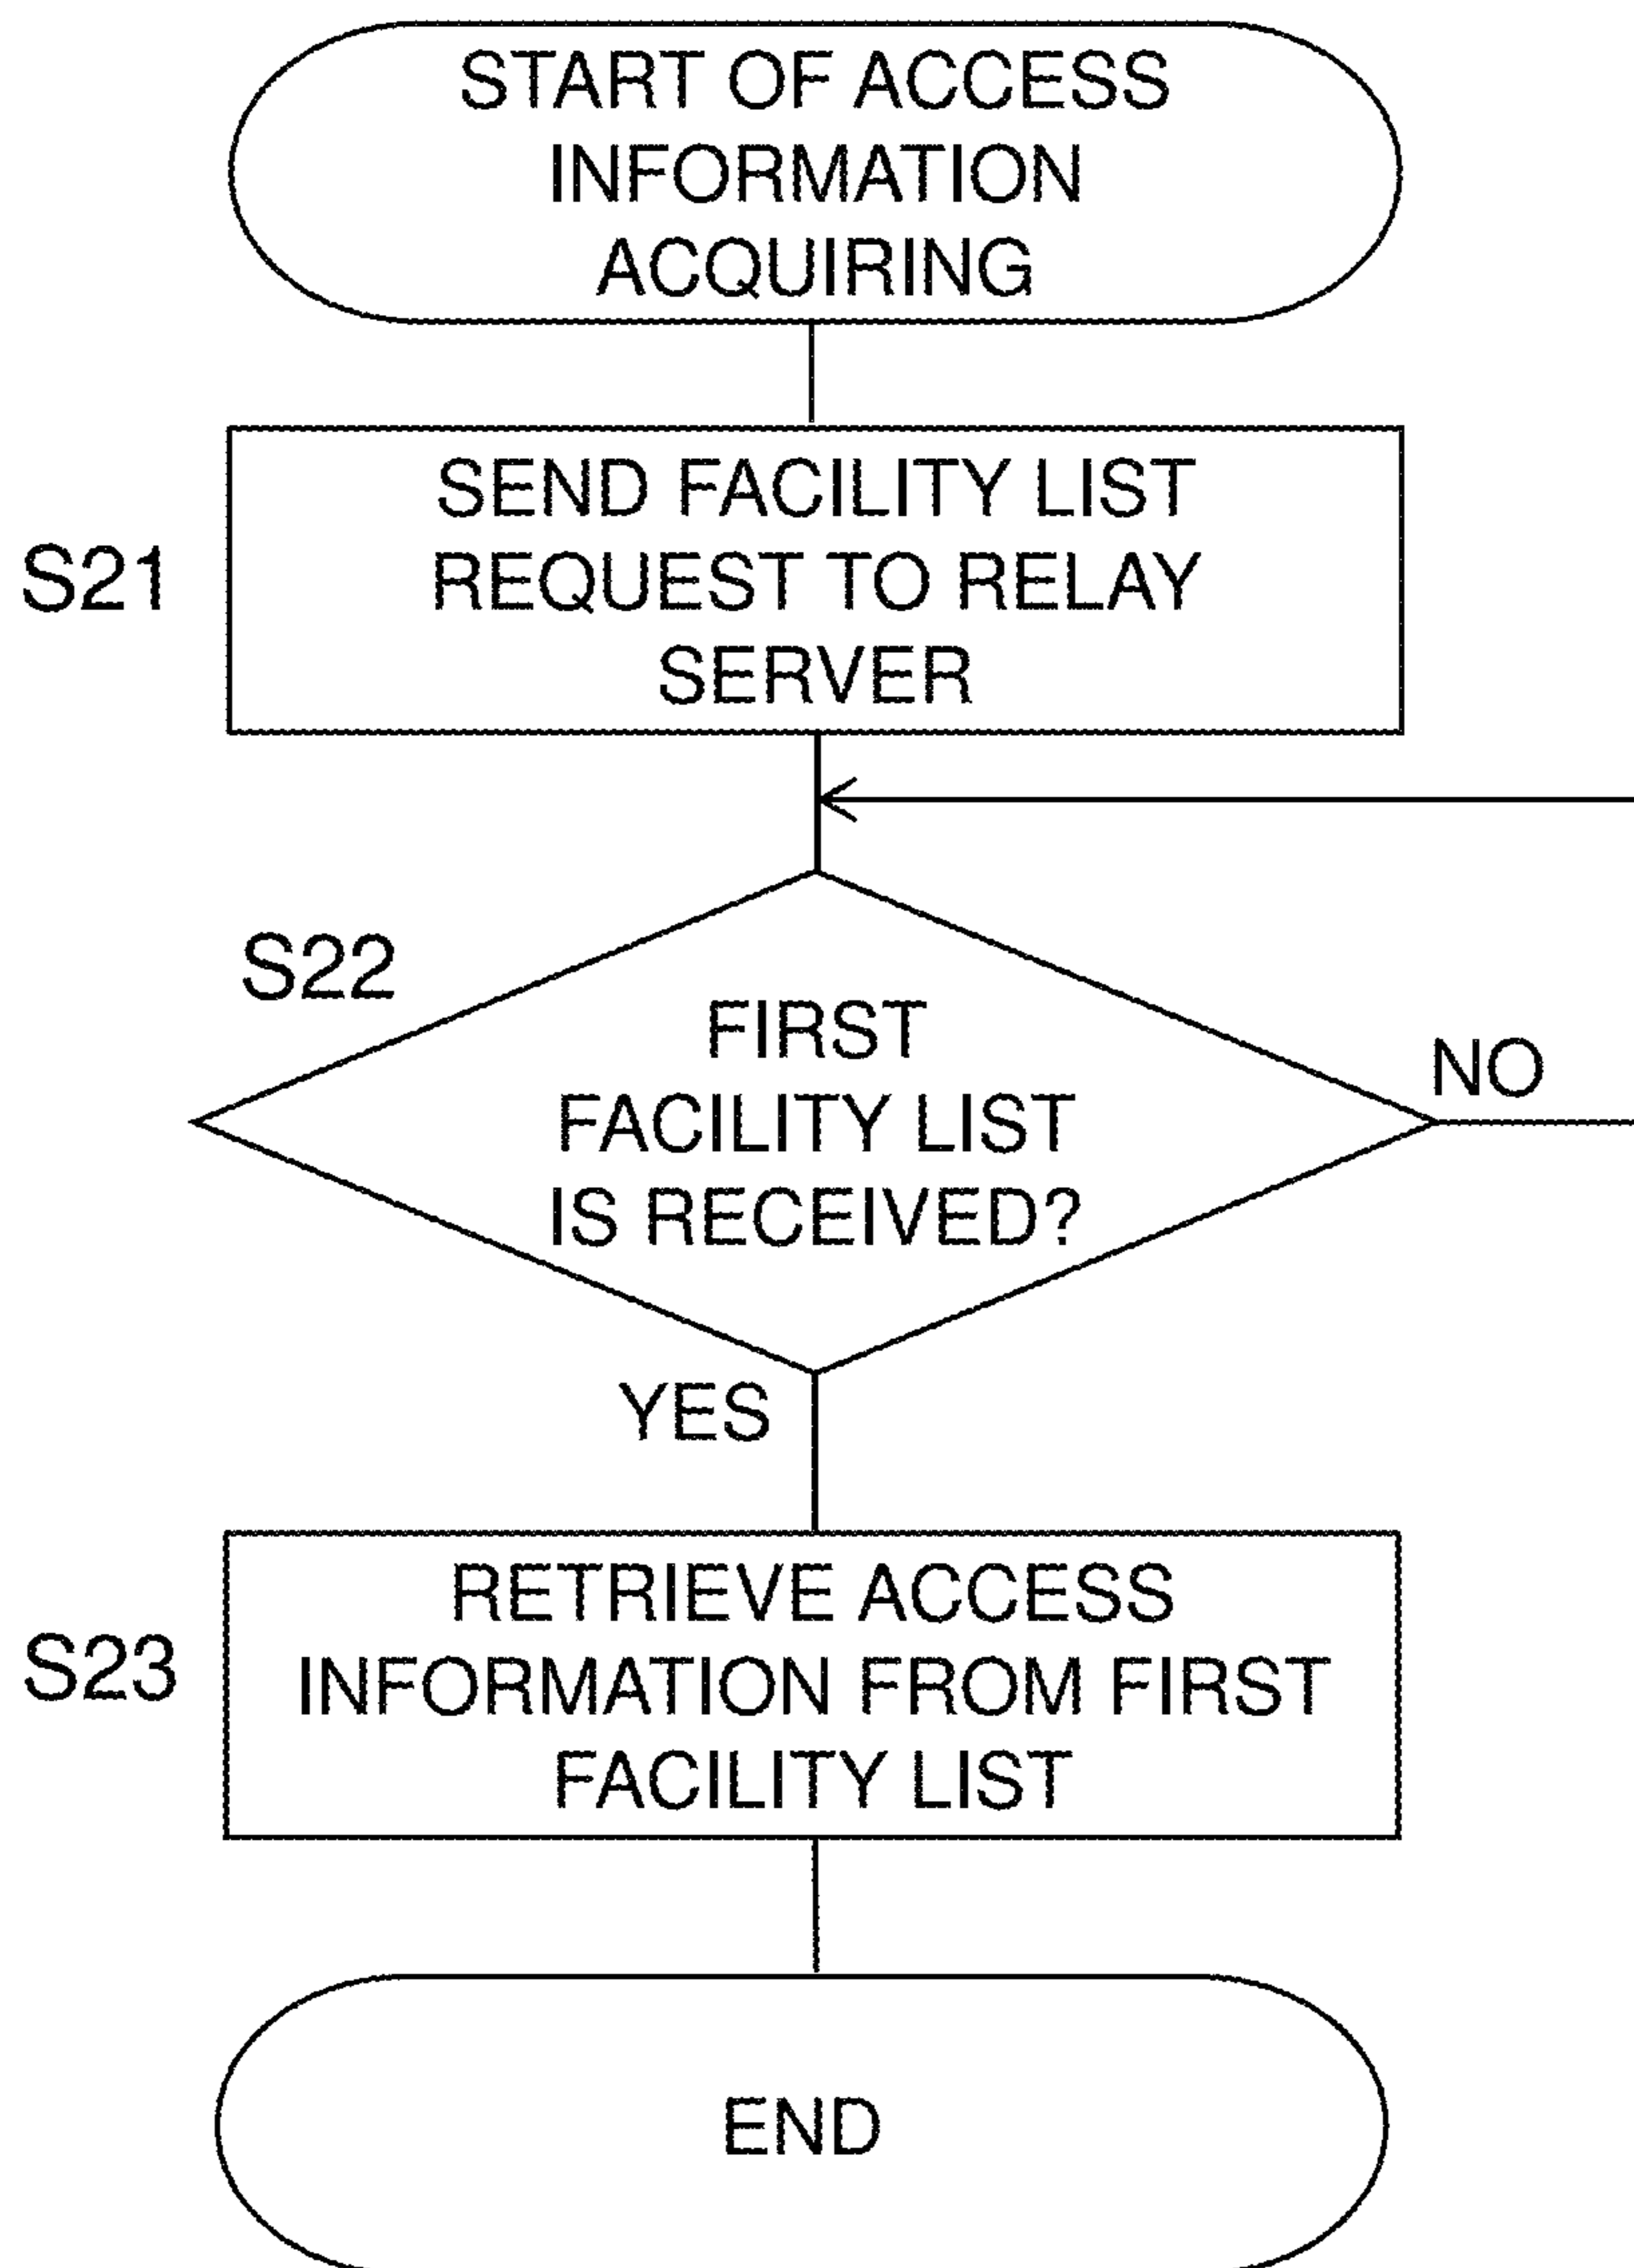 START OF ACCESS
INFORMATION
ACQUIRING
SEND FACILITY LIST
S21
REQUEST TO RELAY
SERVER
S22
FIRST
FACILITY LIST
IS RECEIVED?
NO
YES
RETRIEVE ACCESS
S23
INFORMATION FROM FIRST
FACILITY LIST
END